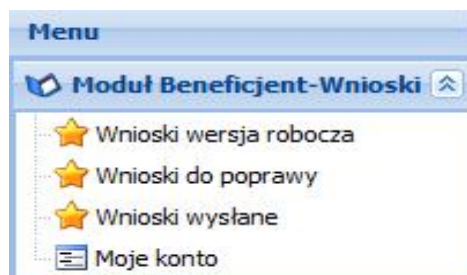 Menu
Moduł Beneficjent-Wnioski
Wnioski wersja robocza
Wnioski do poprawy
Wnioski wysłane
Moje konto